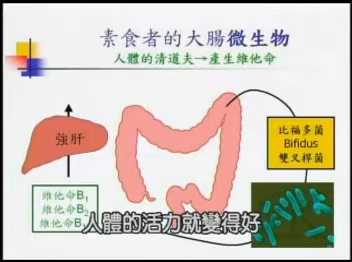 素食者的大腸微生物
人體的清道夫→產生維他命
強肝
比福多菌
Bifidus
雙叉桿菌
維他命B1
維他命B2
維他命B
人體的活力就變得好